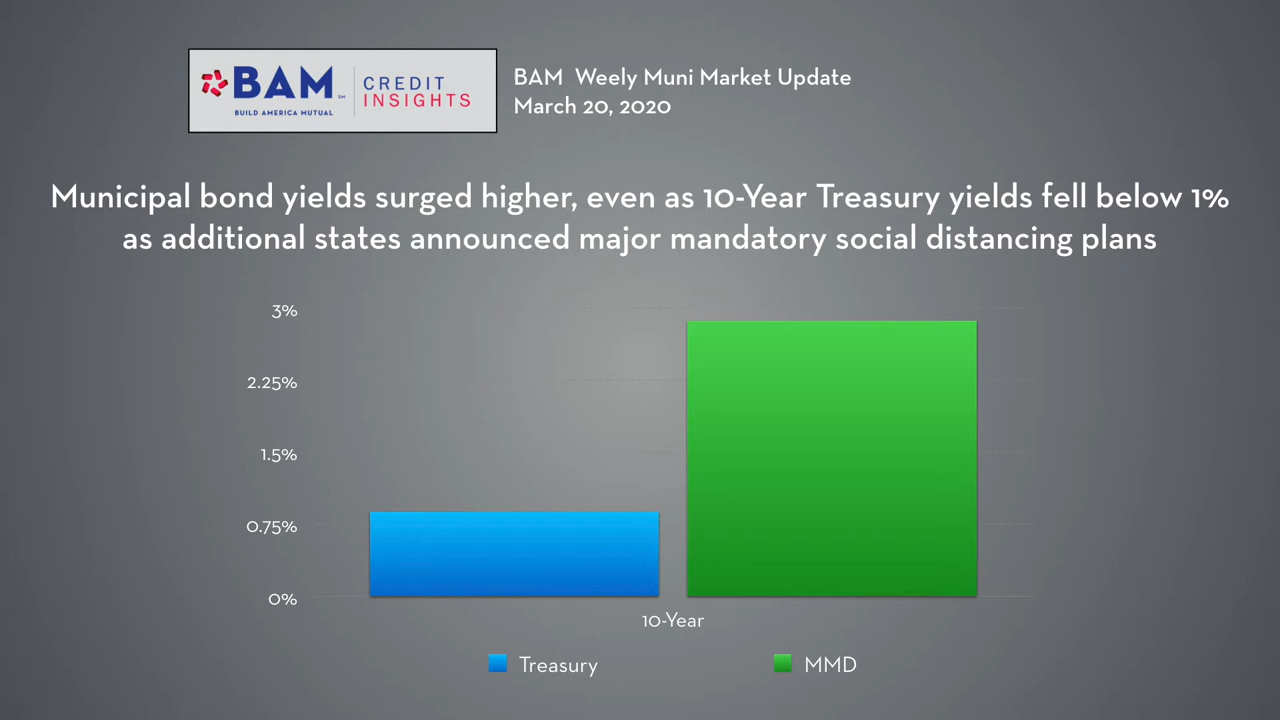 BAM SM
CREDIT
INSIGHTS
BUILD AMERICA MUTUAL
BAM Weely Muni Market Update
March 20, 2020
Municipal bond yields surged higher, even as 10-Year Treasury yields fell below 1%
as additional states announced major mandatory social distancing plans
3%
2.25%
1.5%
0.75%
0%
10-Year
Treasury
MMD